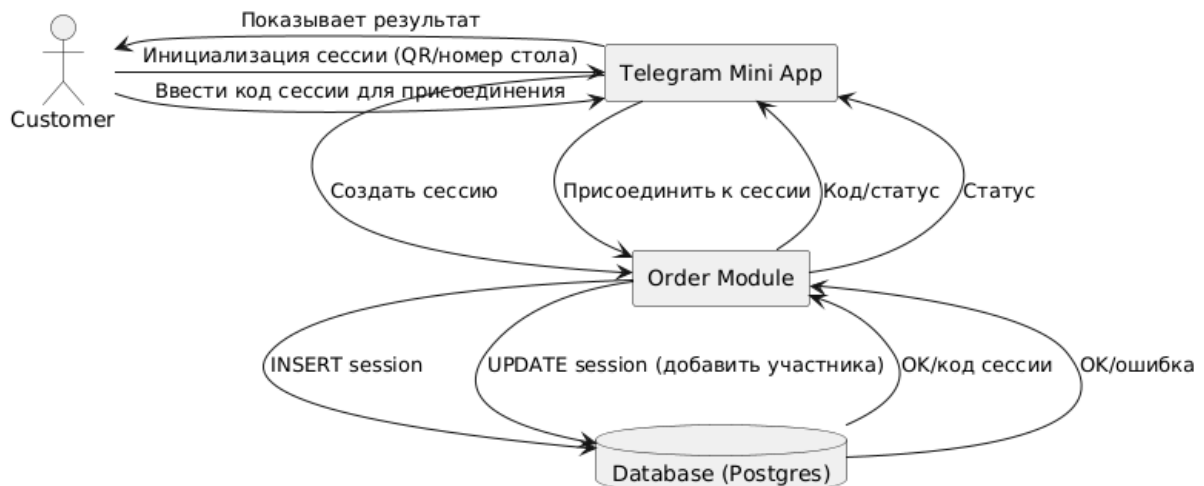 Показывает результат
Инициализация сессии (QR/номер стола)
Telegram Mini App
Ввести код сессии для присоединения
Customer
Создать сессию
Присоединить к сессии
Код/статус
Статус
Order Module
INSERT session
UPDATE session (добавить участника)
OK/код сессии
OK/ошибка
Database (Postgres)